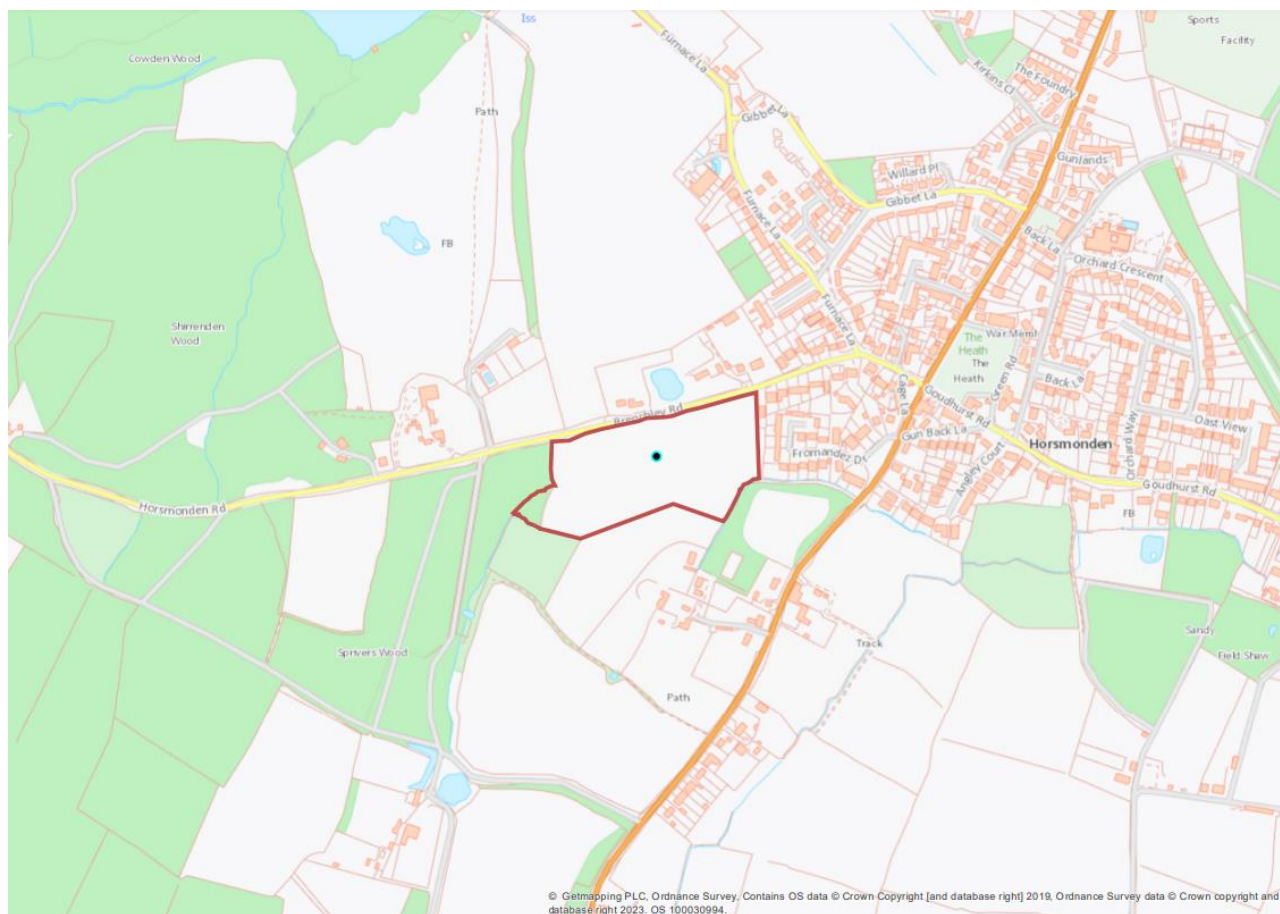 Iss
Sports
Facility
Cowden Wood
Furnace La
Kirkins Cl
The Foundry
Path
Gibbet La
Gunlands
Willard Pl
Gibbet La
Furnace La
Back La
Orchard Crescent
FB
Shirrenden
Wood
Furnace La
War Meml
The
Heath
The
Heath
Green Rd
Back La
Cage La
Orchard Way
Oast View
Brenchley Rd
Goudhurst Rd
Gun Back La
Horsmonden
Fromandez Dr
Angley Court
Goudhurst Rd
Horsmonden Rd
FB
Sandy
Field Shaw
Track
Sprivers Wood
Path
© Getmapping PLC, Ordnance Survey, Contains OS data © Crown Copyright [and database right] 2019, Ordnance Survey data © Crown copyright and
database right 2023. OS 100030994.